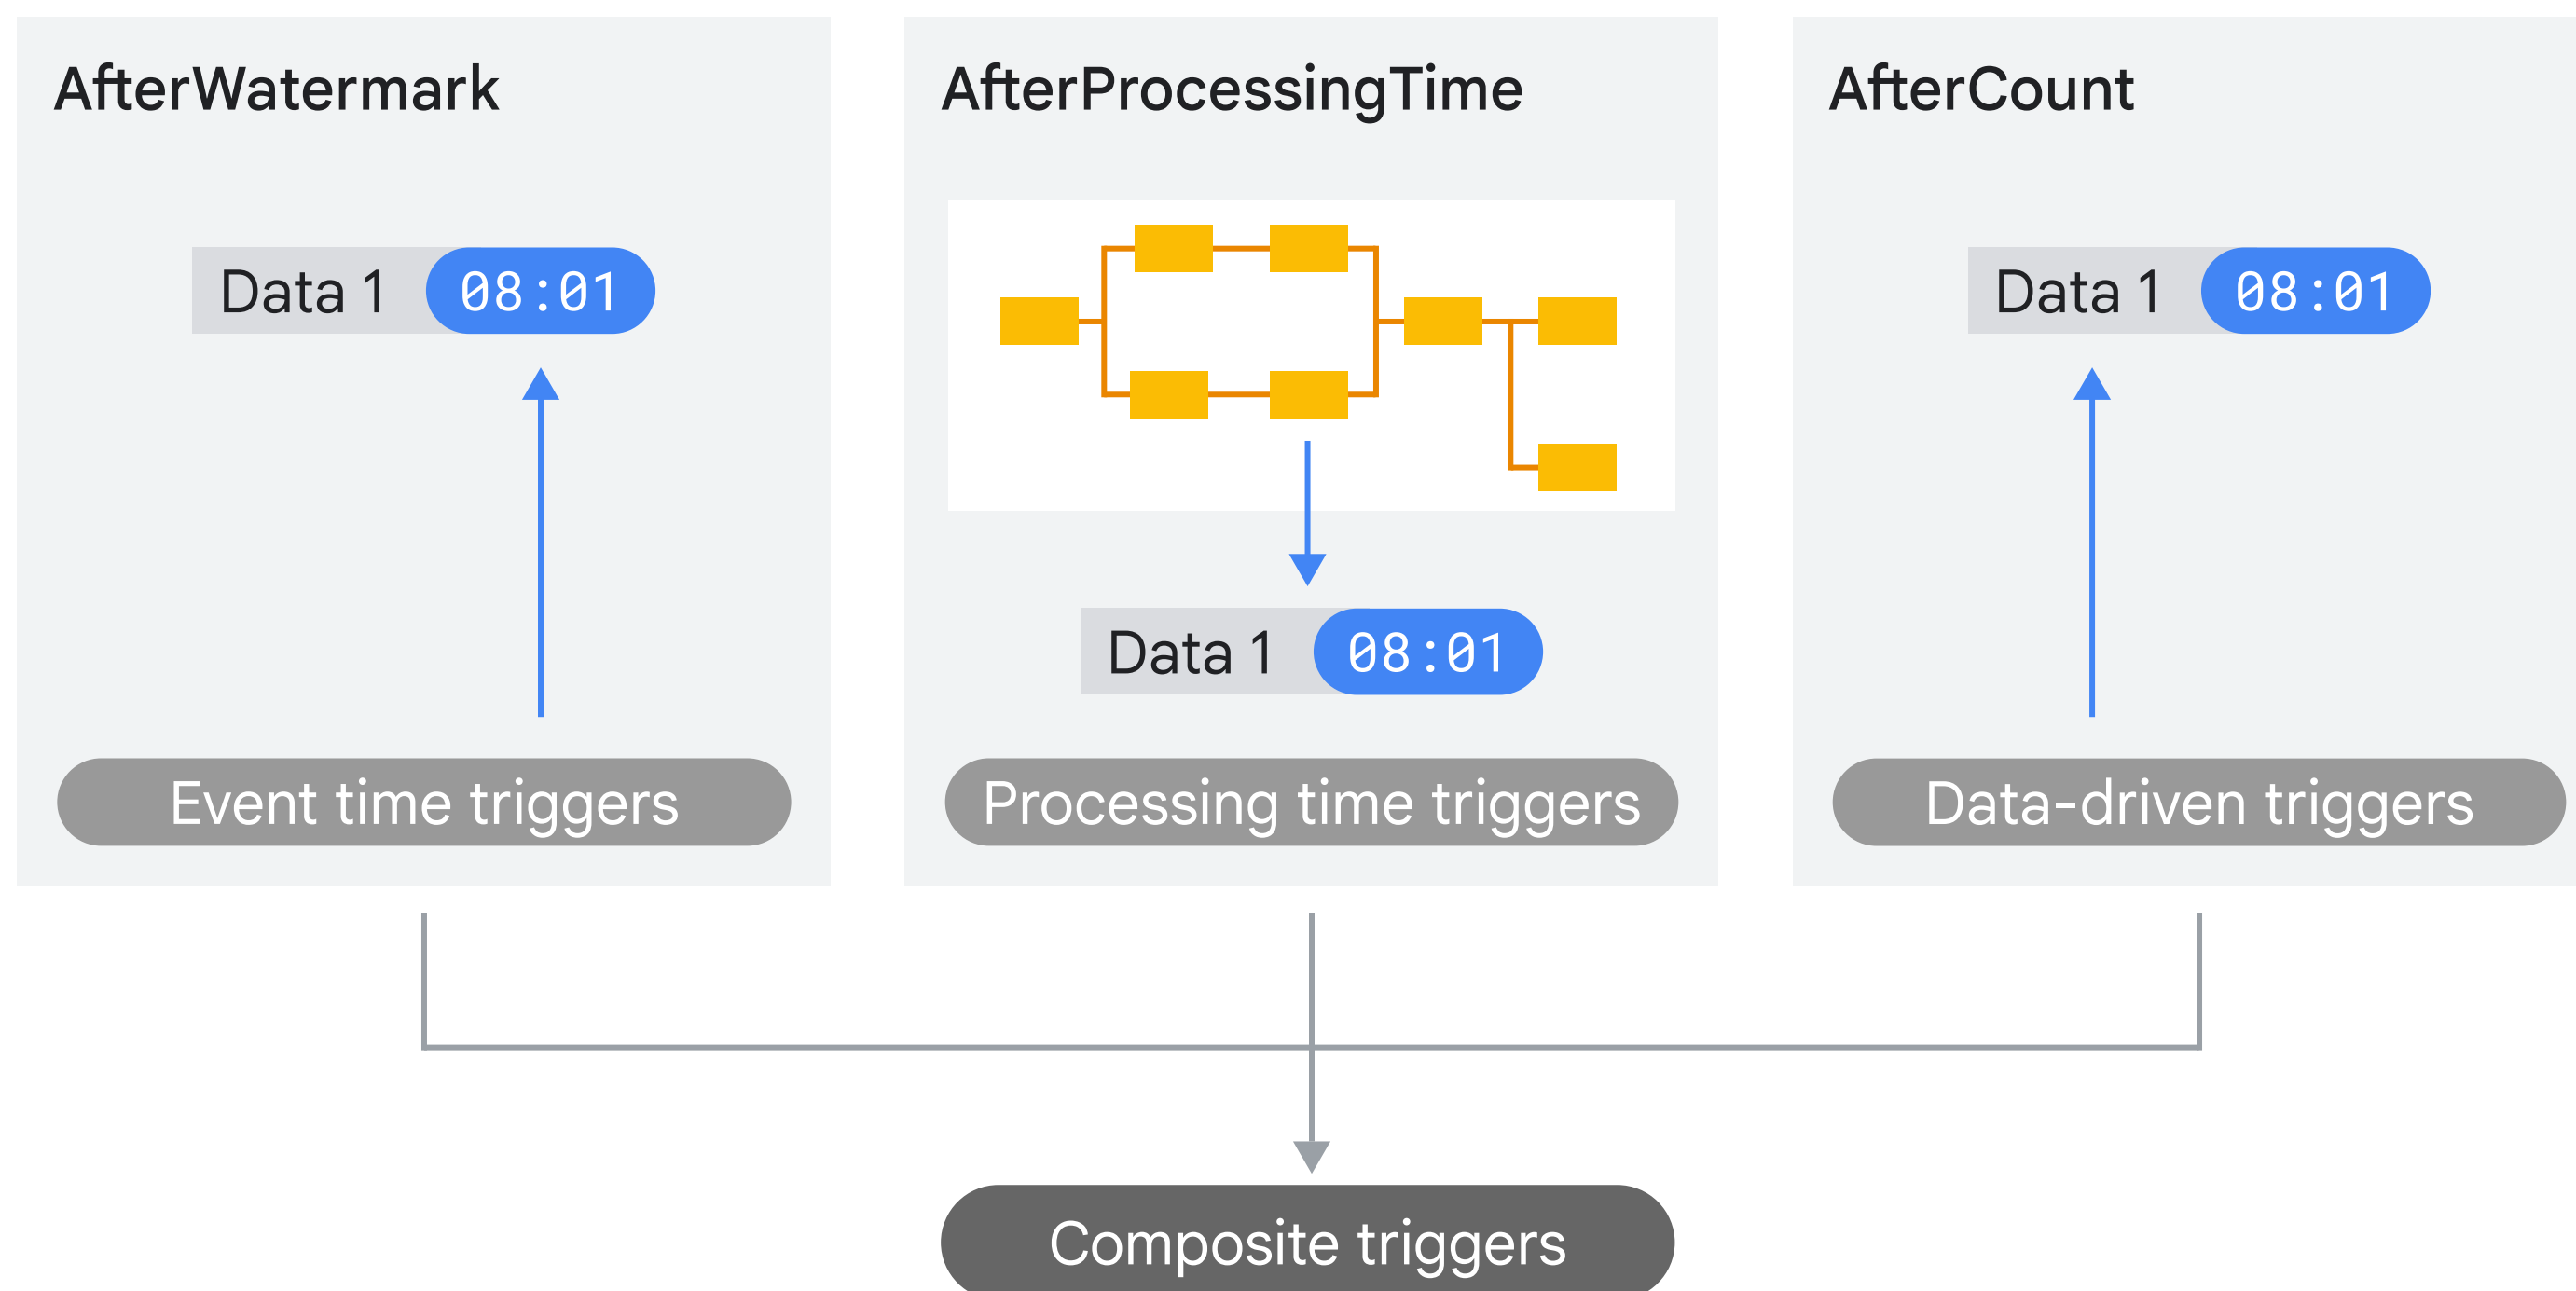 AfterWatermark
Data 1 08:01
Event time triggers
AfterProcessingTime
Data 1 08:01
Processing time triggers
AfterCount
Data 1 08:01
Data-driven triggers
Composite triggers